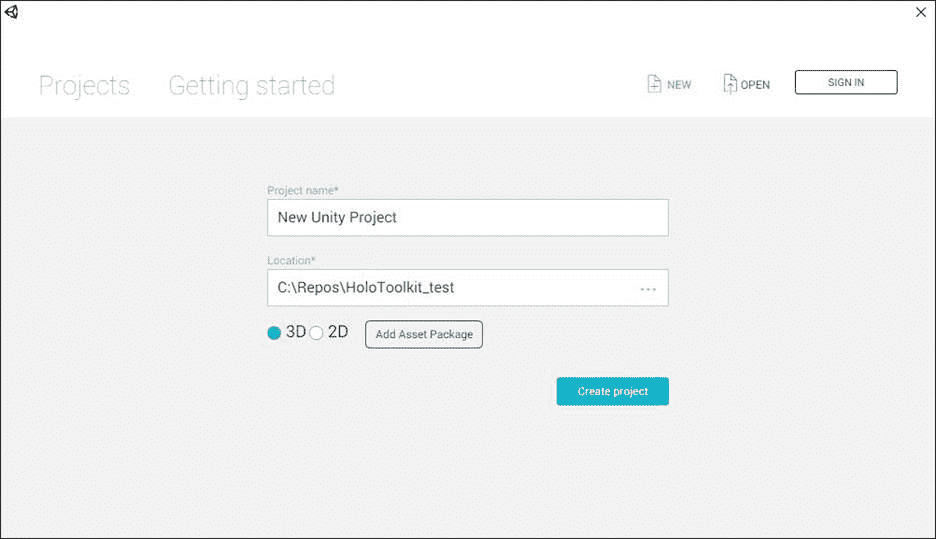 Projects Getting started NEW OPEN SIGN IN
Project name*
New Unity Project
Location*
C:\Repos\HoloToolkit_test ...
3D 2D Add Asset Package
Create project